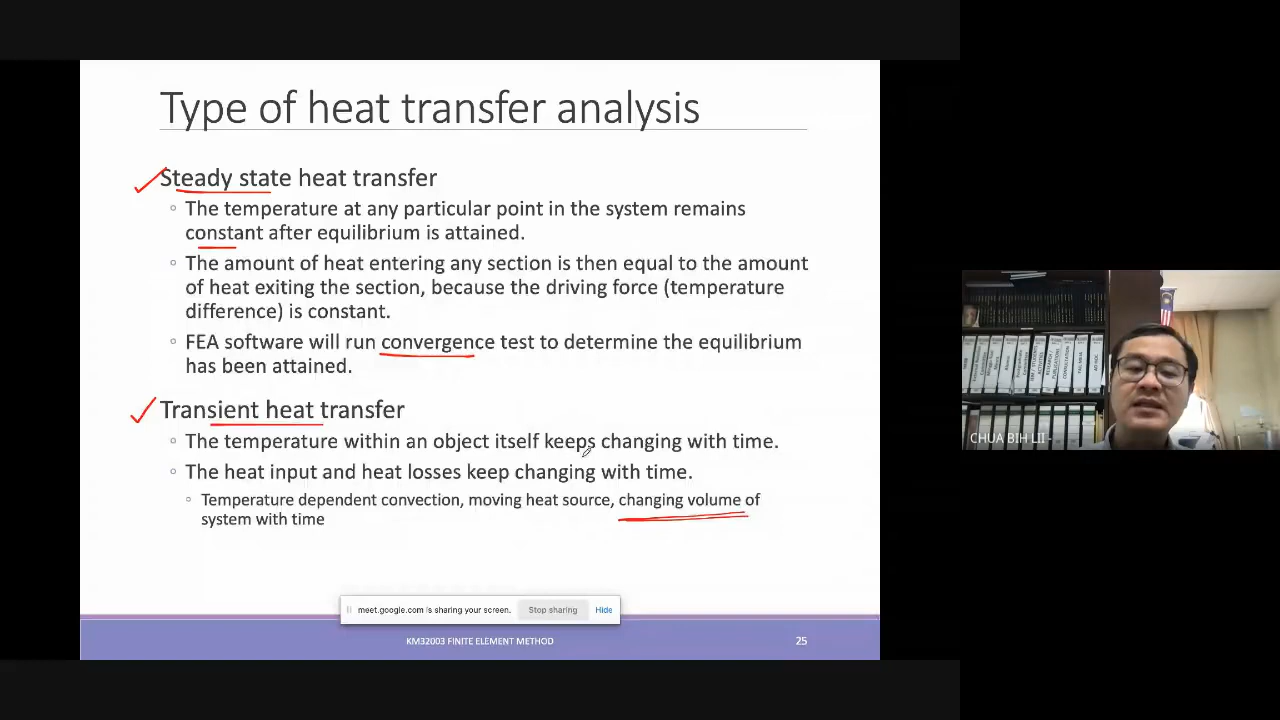 Type of heat transfer analysis
Steady state heat transfer
The temperature at any particular point in the system remains
constant after equilibrium is attained.
The amount of heat entering any section is then equal to the amount
of heat exiting the section, because the driving force (temperature
difference) is constant.
FEA software will run convergence test to determine the equilibrium
has been attained.
Transient heat transfer
The temperature within an object itself keeps changing with time.
The heat input and heat losses keep changing with time.
Temperature dependent convection, moving heat source, changing volume of
system with time
meet.google.com is sharing your screen. Stop sharing Hide
KM32003 FINITE ELEMENT METHOD 25
CHUA BIH LII -